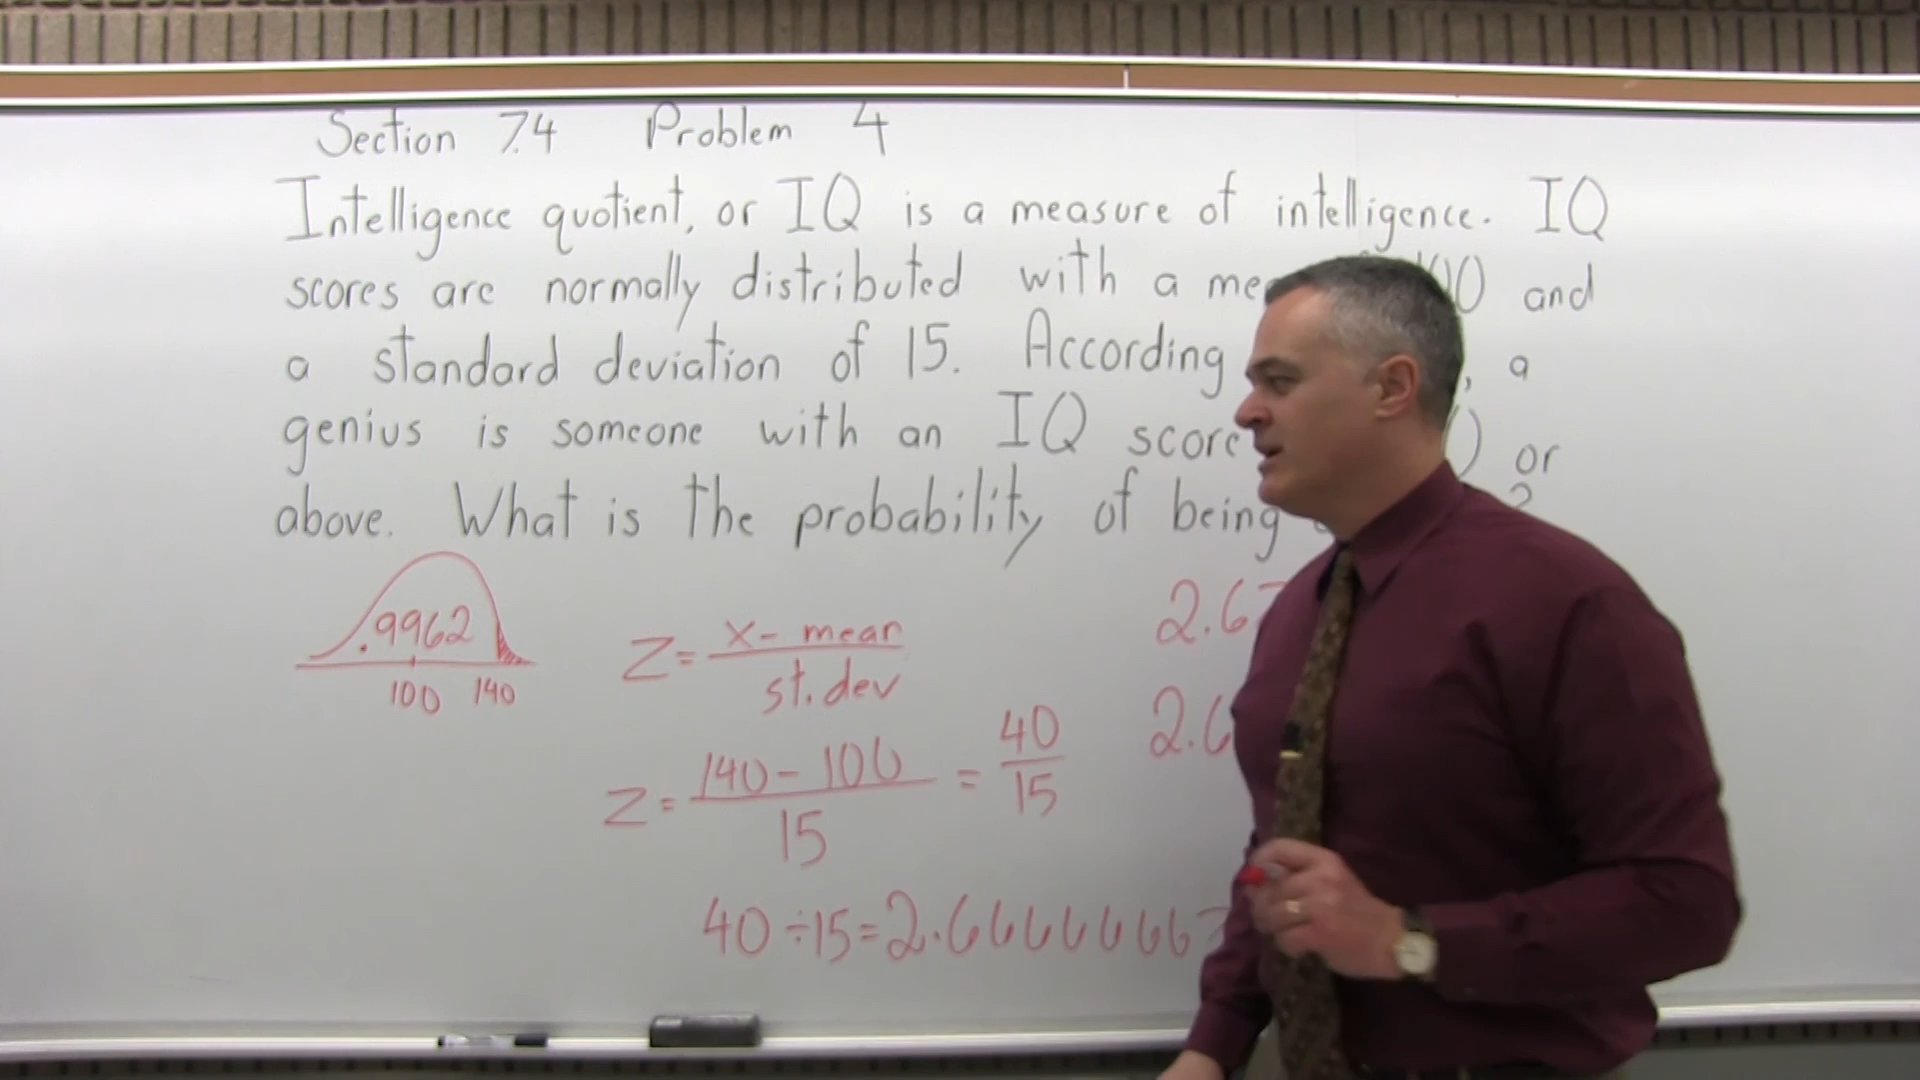 Section 7.4 Problem 4
Intelligence quotient, or IQ is a measure of intelligence. IQ
scores are normally distributed with a and
a standard deviation of 15. According , a
genius is someone with an IQ score or
above. What is the probability of being ?
.9962
100 140
Z = x - mean / st. dev
2.6
Z = 140 - 100 / 15 = 40 / 15
2.6
40 ÷ 15 = 2.66666667